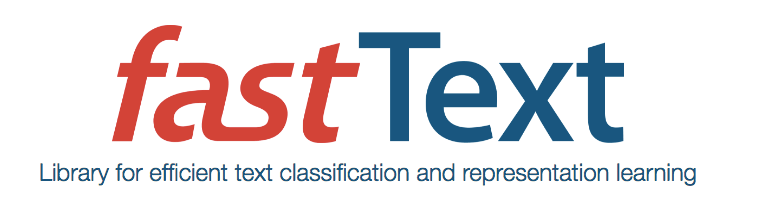 fastText
Library for efficient text classification and representation learning